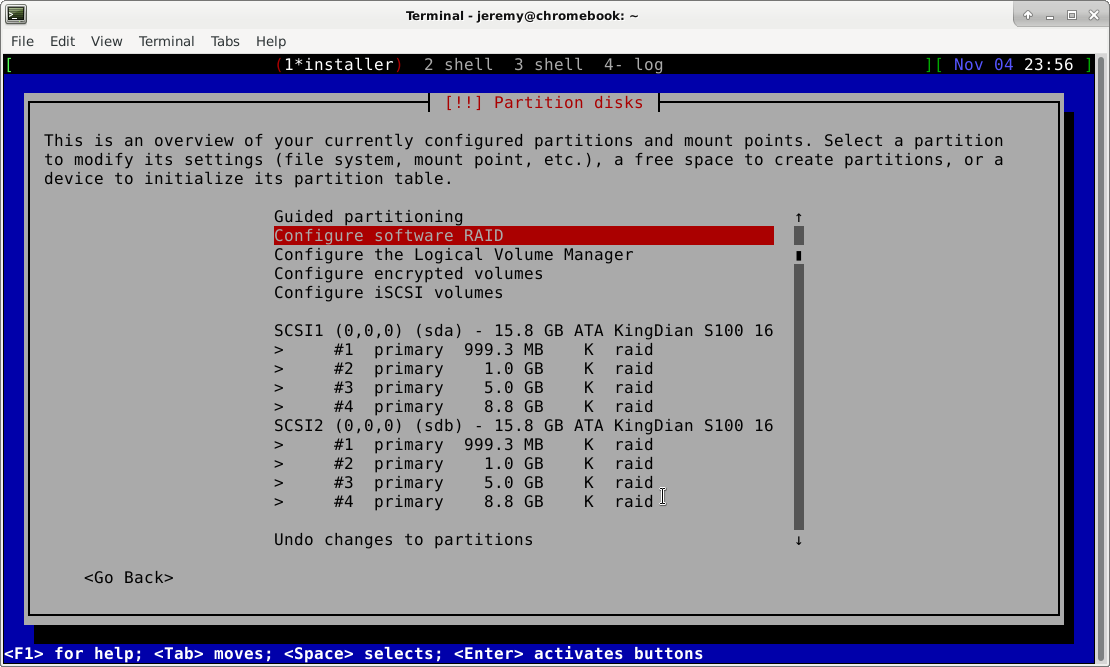 Terminal - jeremy@chromebook: ~
File Edit View Terminal Tabs Help
[ (1*installer) 2 shell 3 shell 4- log ][ Nov 04 23:56 ]
[!!] Partition disks
This is an overview of your currently configured partitions and mount points. Select a partition
to modify its settings (file system, mount point, etc.), a free space to create partitions, or a
device to initialize its partition table.
Guided partitioning
Configure software RAID
Configure the Logical Volume Manager
Configure encrypted volumes
Configure iSCSI volumes
SCSI1 (0,0,0) (sda) - 15.8 GB ATA KingDian S100 16
> #1 primary 999.3 MB K raid
> #2 primary 1.0 GB K raid
> #3 primary 5.0 GB K raid
> #4 primary 8.8 GB K raid
SCSI2 (0,0,0) (sdb) - 15.8 GB ATA KingDian S100 16
> #1 primary 999.3 MB K raid
> #2 primary 1.0 GB K raid
> #3 primary 5.0 GB K raid
> #4 primary 8.8 GB K raid
Undo changes to partitions
<Go Back>
<F1> for help; <Tab> moves; <Space> selects; <Enter> activates buttons